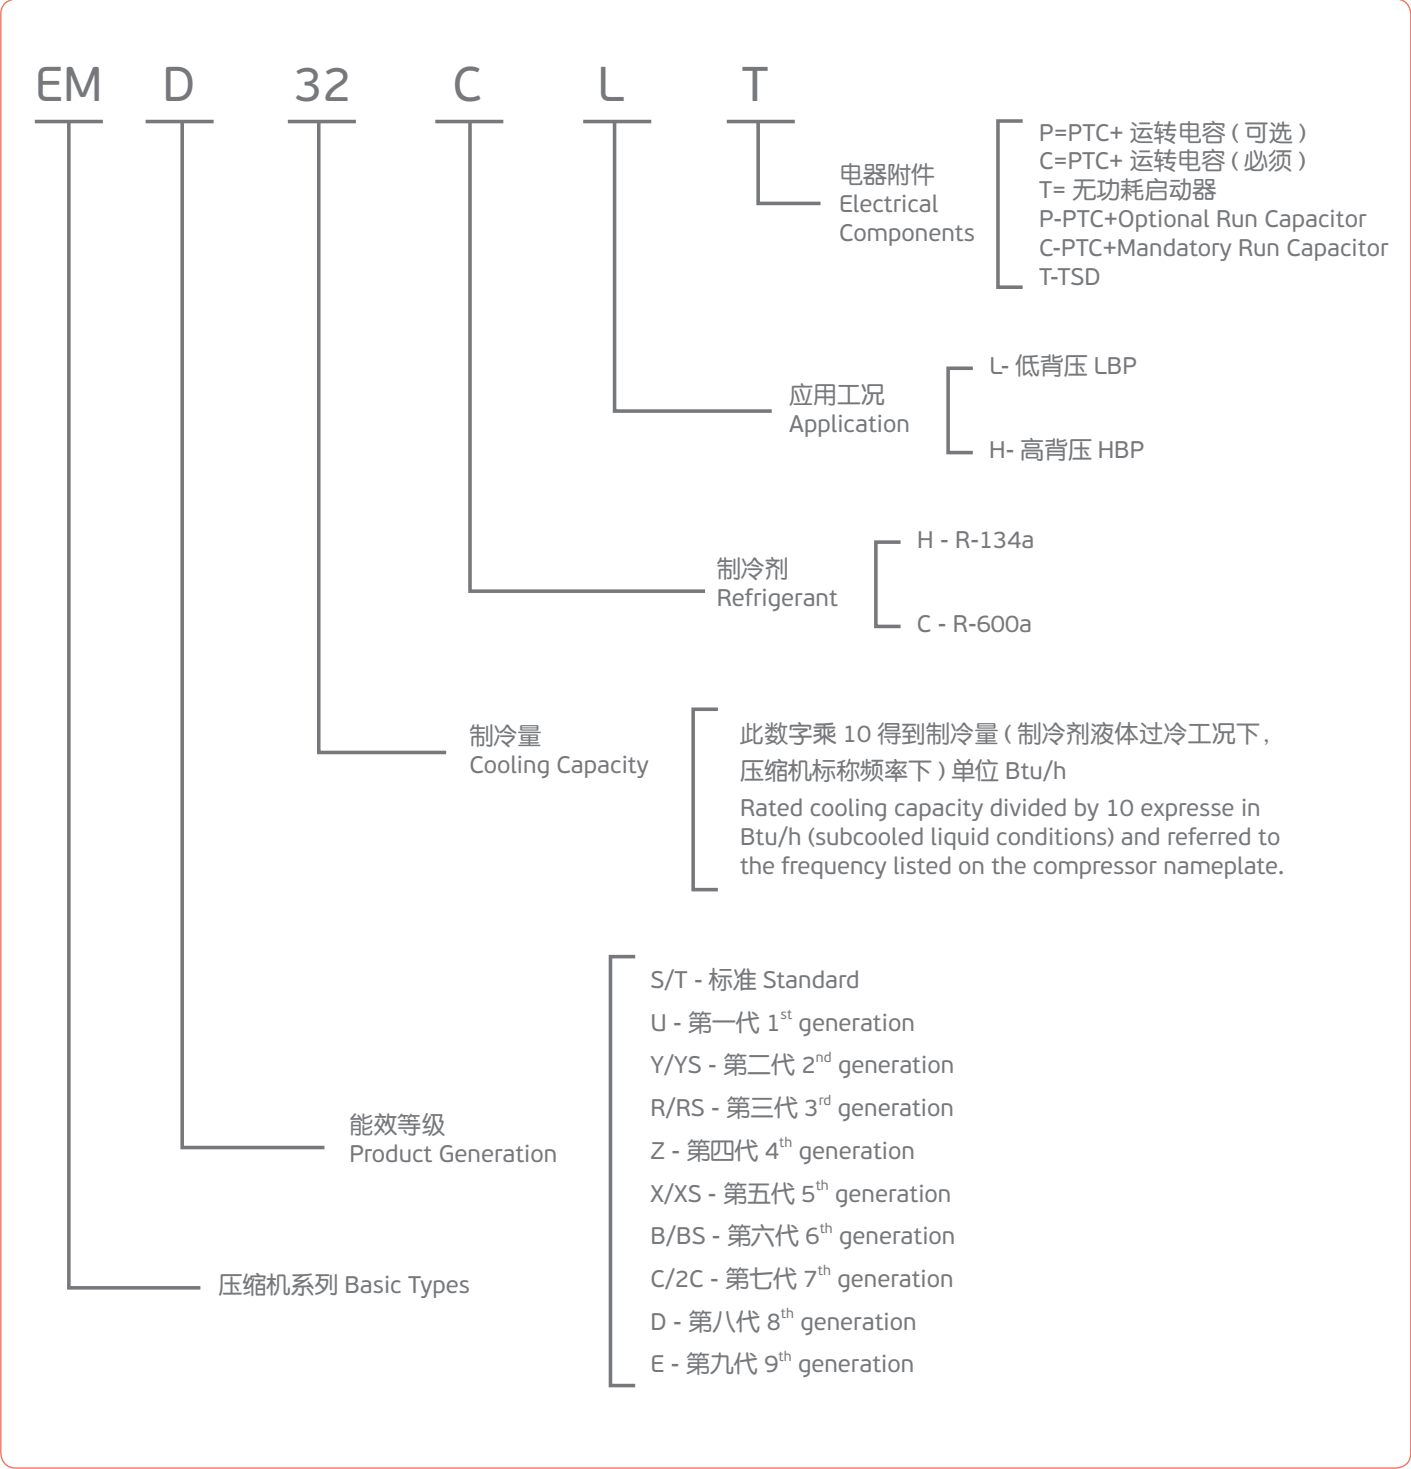 EM D 32 C L T
P=PTC+ 运转电容 ( 可选 )
C=PTC+ 运转电容 ( 必须 )
T= 无功耗启动器
P-PTC+Optional Run Capacitor
C-PTC+Mandatory Run Capacitor
T-TSD
电器附件
Electrical
Components
L- 低背压 LBP
H- 高背压 HBP
应用工况
Application
H - R-134a
C - R-600a
制冷剂
Refrigerant
制冷量
Cooling Capacity
此数字乘 10 得到制冷量 ( 制冷剂液体过冷工况下,
压缩机标称频率下 ) 单位 Btu/h
Rated cooling capacity divided by 10 expresse in
Btu/h (subcooled liquid conditions) and referred to
the frequency listed on the compressor nameplate.
S/T - 标准 Standard
U - 第一代 1st generation
Y/YS - 第二代 2nd generation
R/RS - 第三代 3rd generation
Z - 第四代 4th generation
X/XS - 第五代 5th generation
B/BS - 第六代 6th generation
C/2C - 第七代 7th generation
D - 第八代 8th generation
E - 第九代 9th generation
能效等级
Product Generation
压缩机系列 Basic Types